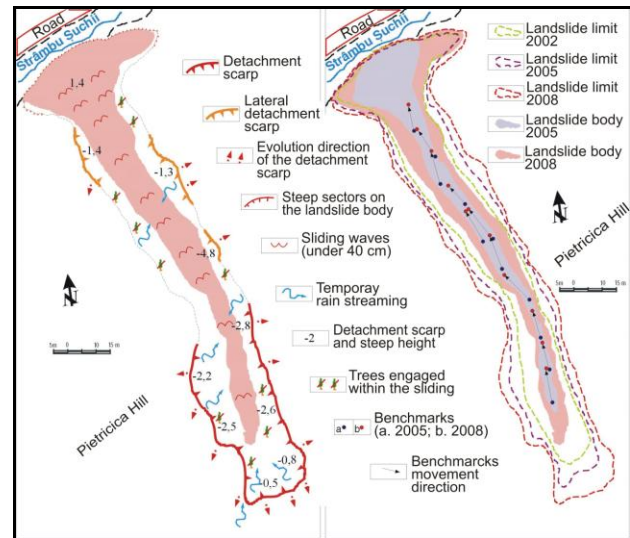 Road
Strâmbu Șuchii
1,4
-1,4
-1,3
-4,8
-2,8
-2,2
-2,5
-2,6
-0,8
-0,5
N
5m 0 5 10 15 m
Pietricica Hill
Detachment
scarp
Lateral
detachment
scarp
Evolution direction
of the detachment
scarp
Steep sectors on
the landslide body
Sliding waves
(under 40 cm)
Temporay
rain streaming
-2
Detachment scarp
and steep height
Trees engaged
within the sliding
a b
Benchmarks
(a. 2005; b. 2008)
Benchmarcks
movement
direction
Road
Strâmbu Șuchii
Landslide limit
2002
Landslide limit
2005
Landslide limit
2008
Landslide body
2005
Landslide body
2008
N
Pietricica Hill
5m 0 5 10 15 m